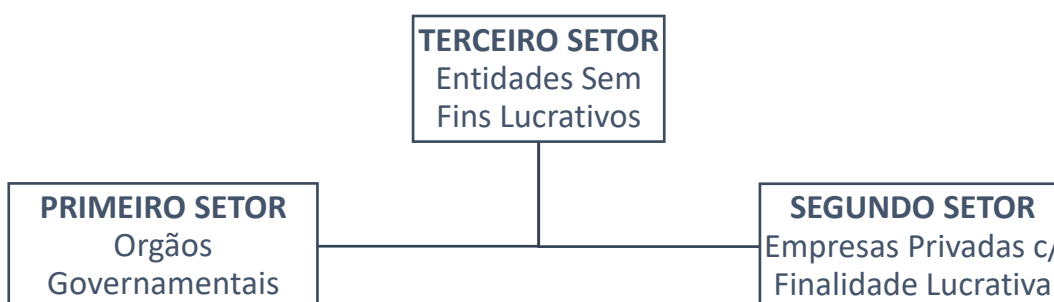 TERCEIRO SETOR
Entidades Sem
Fins Lucrativos
PRIMEIRO SETOR
Orgãos
Governamentais
SEGUNDO SETOR
Empresas Privadas c/
Finalidade Lucrativa